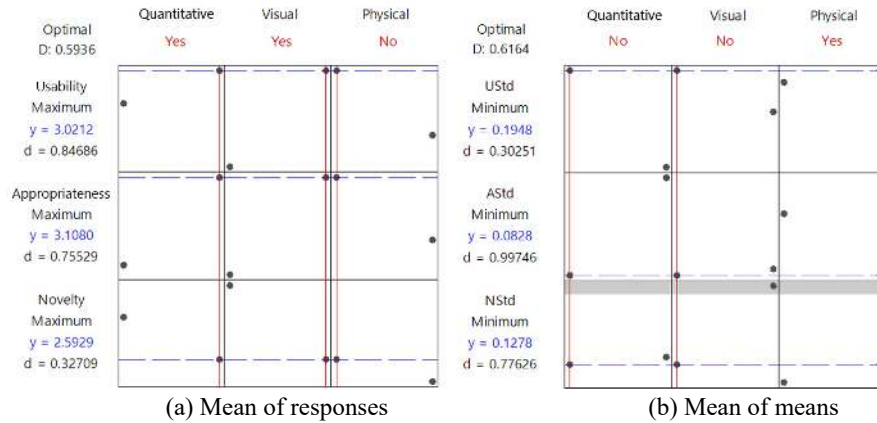 Optimal
D: 0.5936
Quantitative Visual Physical
Yes Yes No
Usability
Maximum
y = 3.0212
d = 0.84686
Appropriateness
Maximum
y = 3.1080
d = 0.75529
Novelty
Maximum
y = 2.5929
d = 0.32709
(a) Mean of responses
Optimal
D: 0.6164
Quantitative Visual Physical
No No Yes
UStd
Minimum
y = 0.1948
d = 0.30251
AStd
Minimum
y = 0.0828
d = 0.99746
NStd
Minimum
y = 0.1278
d = 0.77626
(b) Mean of means